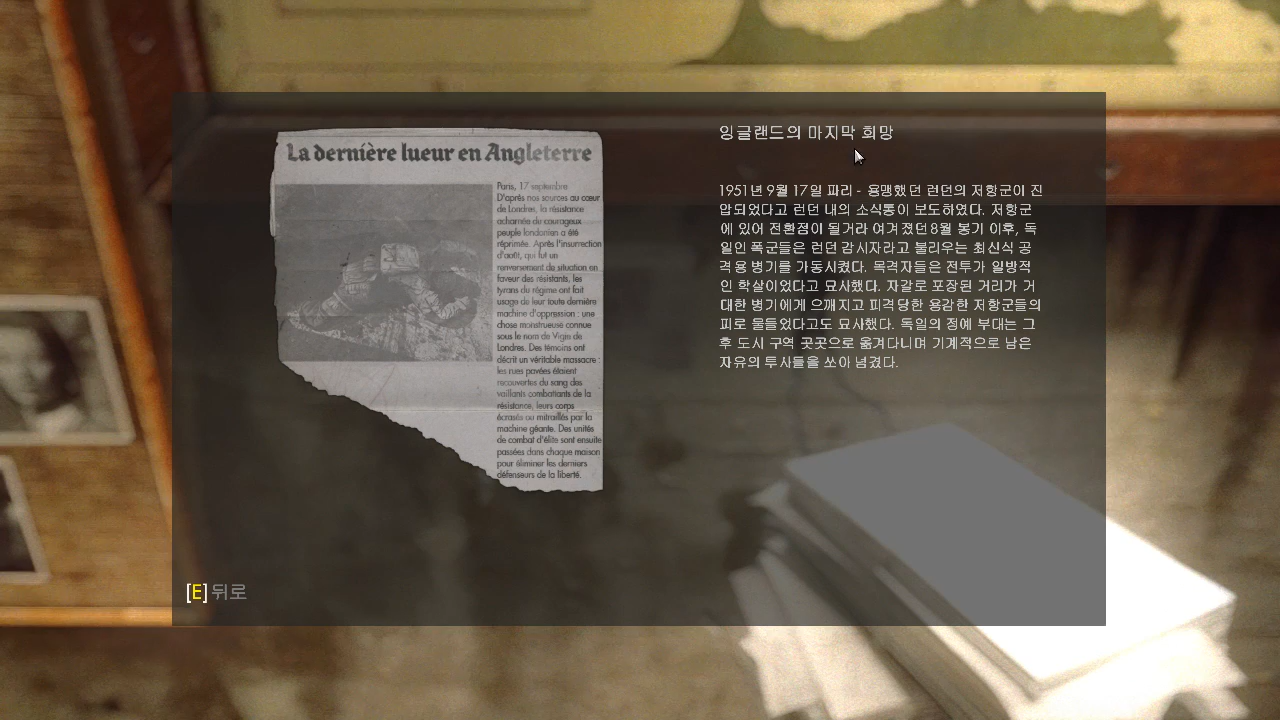 La dernière lueur en Angleterre
Paris, 17 septembre
D'après nos sources au cœur
de Londres, la résistance
acharnée de courageux
peuple londonien a été
réprimée. Après l'insurrection
d'août, qui fut un
renversement de situation en
faveur des résistants, les
tyrans du régime ont fait
usage de leur toute dernière
machine d'oppression : une
chose monstrueuse connue
sous le nom de Vigie de
Londres. Des témoins ont
décrit un véritable massacre :
les rues pavées étaient
recouvertes du sang des
vaillants combattants de la
résistance, leurs corps
écrasés ou mitraillés par la
machine géante. Des unités
de combat d'élite sont ensuite
passées dans chaque maison
pour éliminer les derniers
défenseurs de la liberté.
잉글랜드의 마지막 희망
1951년 9월 17일 파리 - 용맹했던 런던의 저항군이 진
압되었다고 런던 내의 소식통이 보도하였다. 저항군
에 있어 전환점이 될거라 여겨졌던 8월 봉기 이후, 독
일인 폭군들은 런던 감시자라고 불리우는 최신식 공
격용 병기를 가동시켰다. 목격자들은 전투가 일방적
인 학살이었다고 묘사했다. 자갈로 포장된 거리가 거
대한 병기에게 으깨지고 피격당한 용감한 저항군들의
피로 물들었다고도 묘사했다. 독일의 정예 부대는 그
후 도시 구역 곳곳으로 옮겨다니며 기계적으로 남은
자유의 투사들을 쏘아 넘겼다.
[E] 뒤로